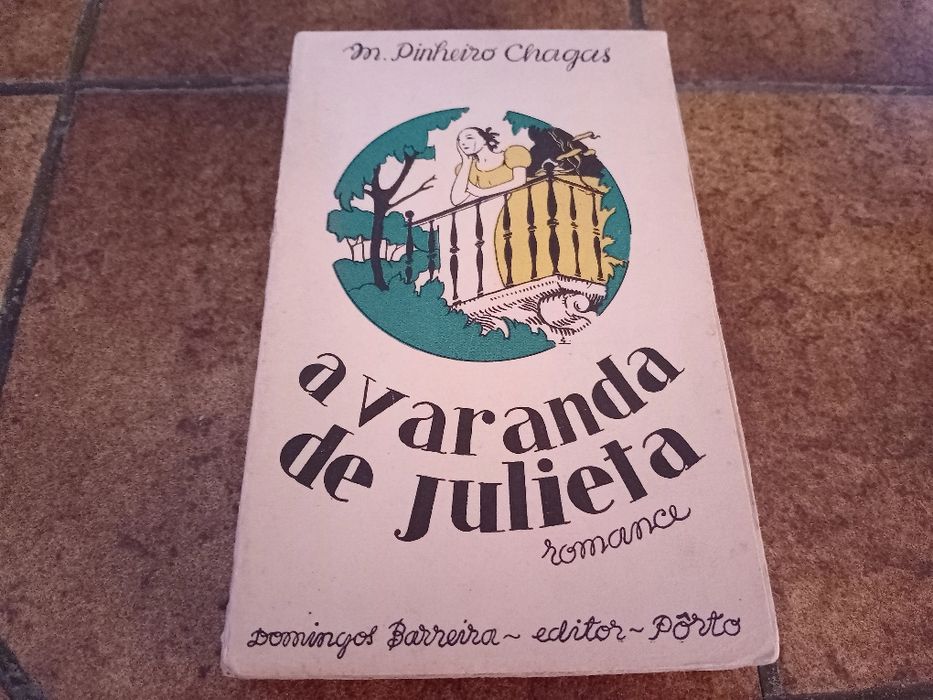 M. Pinheiro Chagas
a varanda
de Julieta
romance
Domingos Barreira ~ editor ~ Pôrto